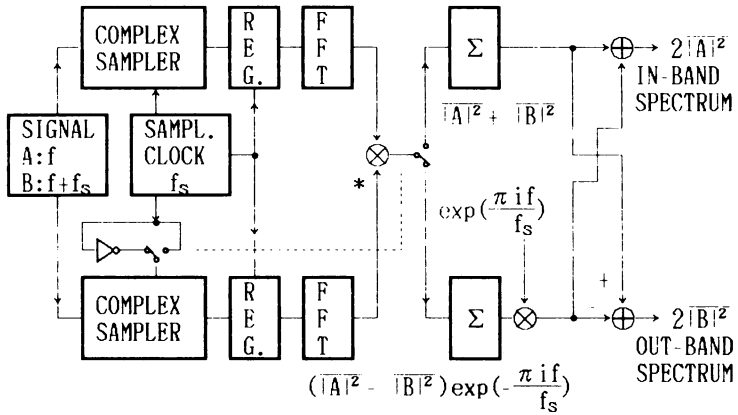 COMPLEX
SAMPLER
R
E
G.
F
F
T
Σ
2|A|²
IN-BAND
SPECTRUM
|A|² + |B|²
SIGNAL
A:f
B:f+fs
SAMPL.
CLOCK
fs
*
exp(πif/fs)
+
-
COMPLEX
SAMPLER
R
E
G.
F
F
T
Σ
2|B|²
OUT-BAND
SPECTRUM
(|A|² - |B|²)exp(-πif/fs)